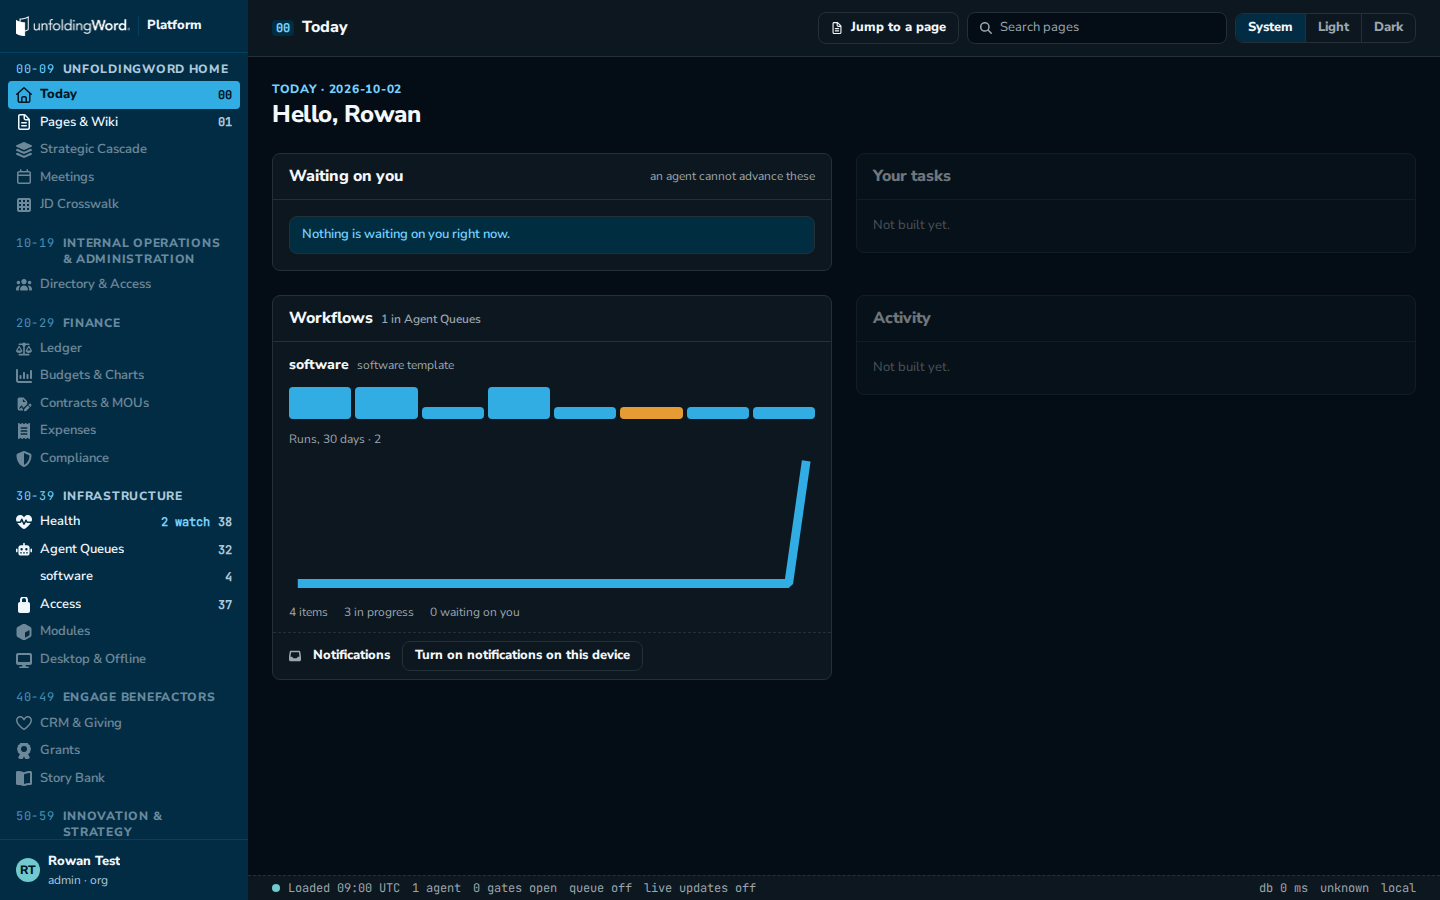 unfoldingWord Platform
00-09 UNFOLDINGWORD HOME
Today 00
Pages & Wiki 01
Strategic Cascade
Meetings
JD Crosswalk
10-19 INTERNAL OPERATIONS
& ADMINISTRATION
Directory & Access
20-29 FINANCE
Ledger
Budgets & Charts
Contracts & MOUs
Expenses
Compliance
30-39 INFRASTRUCTURE
Health 2 watch 38
Agent Queues 32
software 4
Access 37
Modules
Desktop & Offline
40-49 ENGAGE BENEFACTORS
CRM & Giving
Grants
Story Bank
50-59 INNOVATION &
STRATEGY
RT Rowan Test
admin · org
00 Today Jump to a page Search pages System Light Dark
TODAY · 2026-10-02
Hello, Rowan
Waiting on you an agent cannot advance these
Nothing is waiting on you right now.
Your tasks
Not built yet.
Workflows 1 in Agent Queues
software software template
Runs, 30 days · 2
4 items 3 in progress 0 waiting on you
Notifications Turn on notifications on this device
Activity
Not built yet.
Loaded 09:00 UTC 1 agent 0 gates open queue off live updates off db 0 ms unknown local